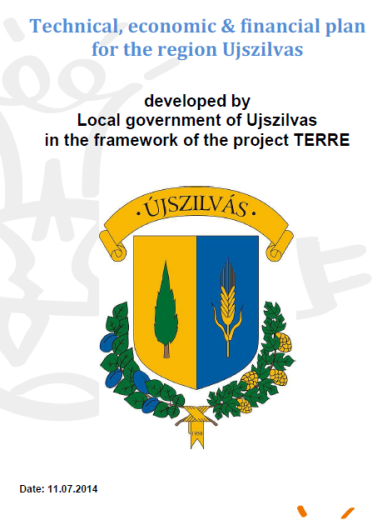 Technical, economic & financial plan
for the region Ujszilvas
developed by
Local government of Ujszilvas
in the framework of the project TERRE
· ÚJSZILVÁS ·
Date: 11.07.2014